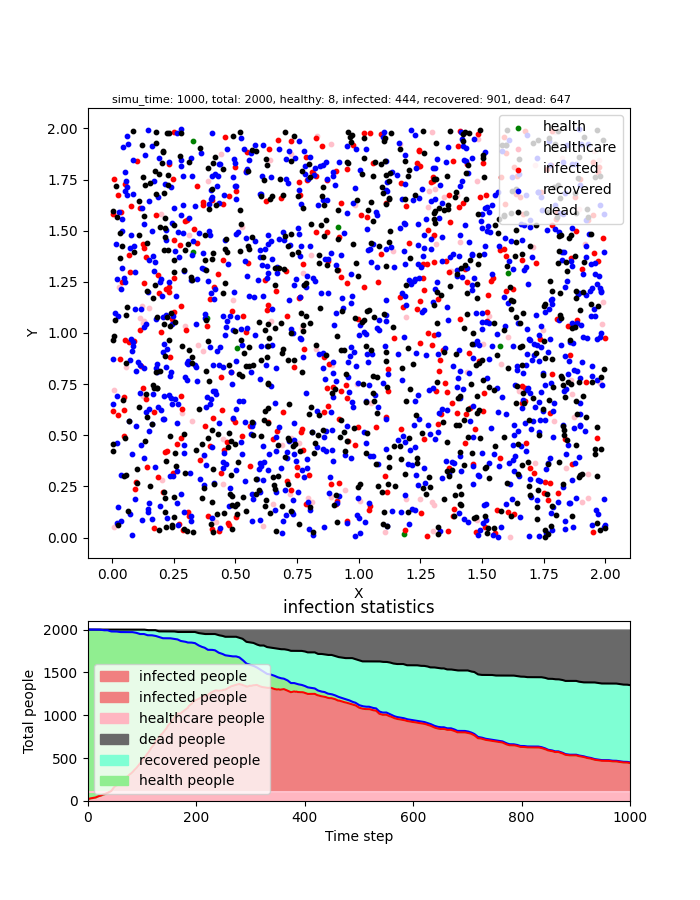 simu_time: 1000, total: 2000, healthy: 8, infected: 444, recovered: 901, dead: 647
2.00
1.75
1.50
1.25
1.00
0.75
0.50
0.25
0.00
Y
health
healthcare
infected
recovered
dead
0.00 0.25 0.50 0.75 1.00 1.25 1.50 1.75 2.00
X
infection statistics
2000
1500
1000
500
0
Total people
infected people
infected people
healthcare people
dead people
recovered people
health people
0 200 400 600 800 1000
Time step